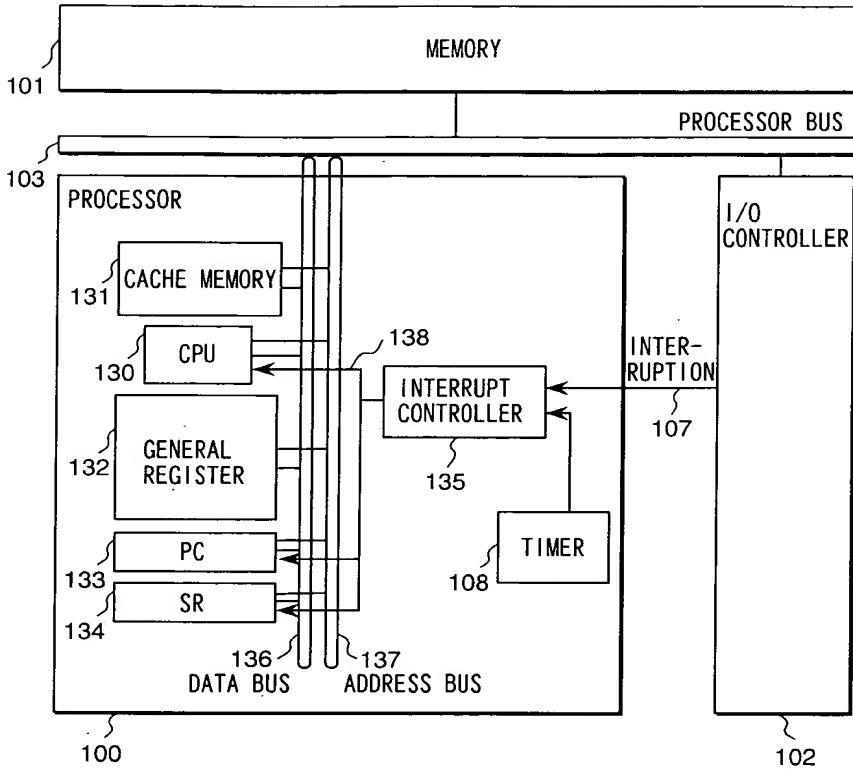 MEMORY
101
PROCESSOR BUS
103
PROCESSOR
I/O
CONTROLLER
CACHE MEMORY
131
CPU
130
138
INTER-
RUPTION
107
INTERRUPT
CONTROLLER
135
GENERAL
REGISTER
132
TIMER
108
PC
133
SR
134
136
137
DATA BUS
ADDRESS BUS
100
102